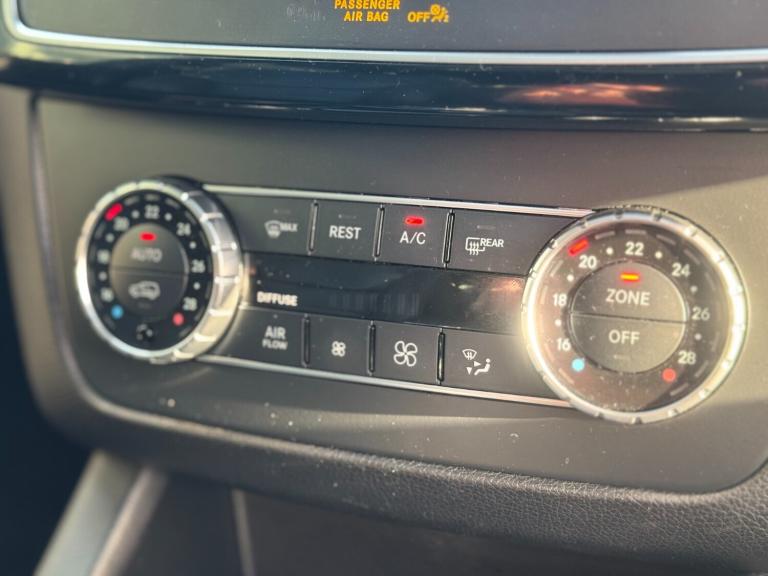 PASSENGER
AIR BAG OFF
MAX
REST
A/C
REAR
20 22 24 26 28
AUTO
DIFFUSE
AIR
FLOW
16 18 20 22 24 26 28
ZONE
OFF